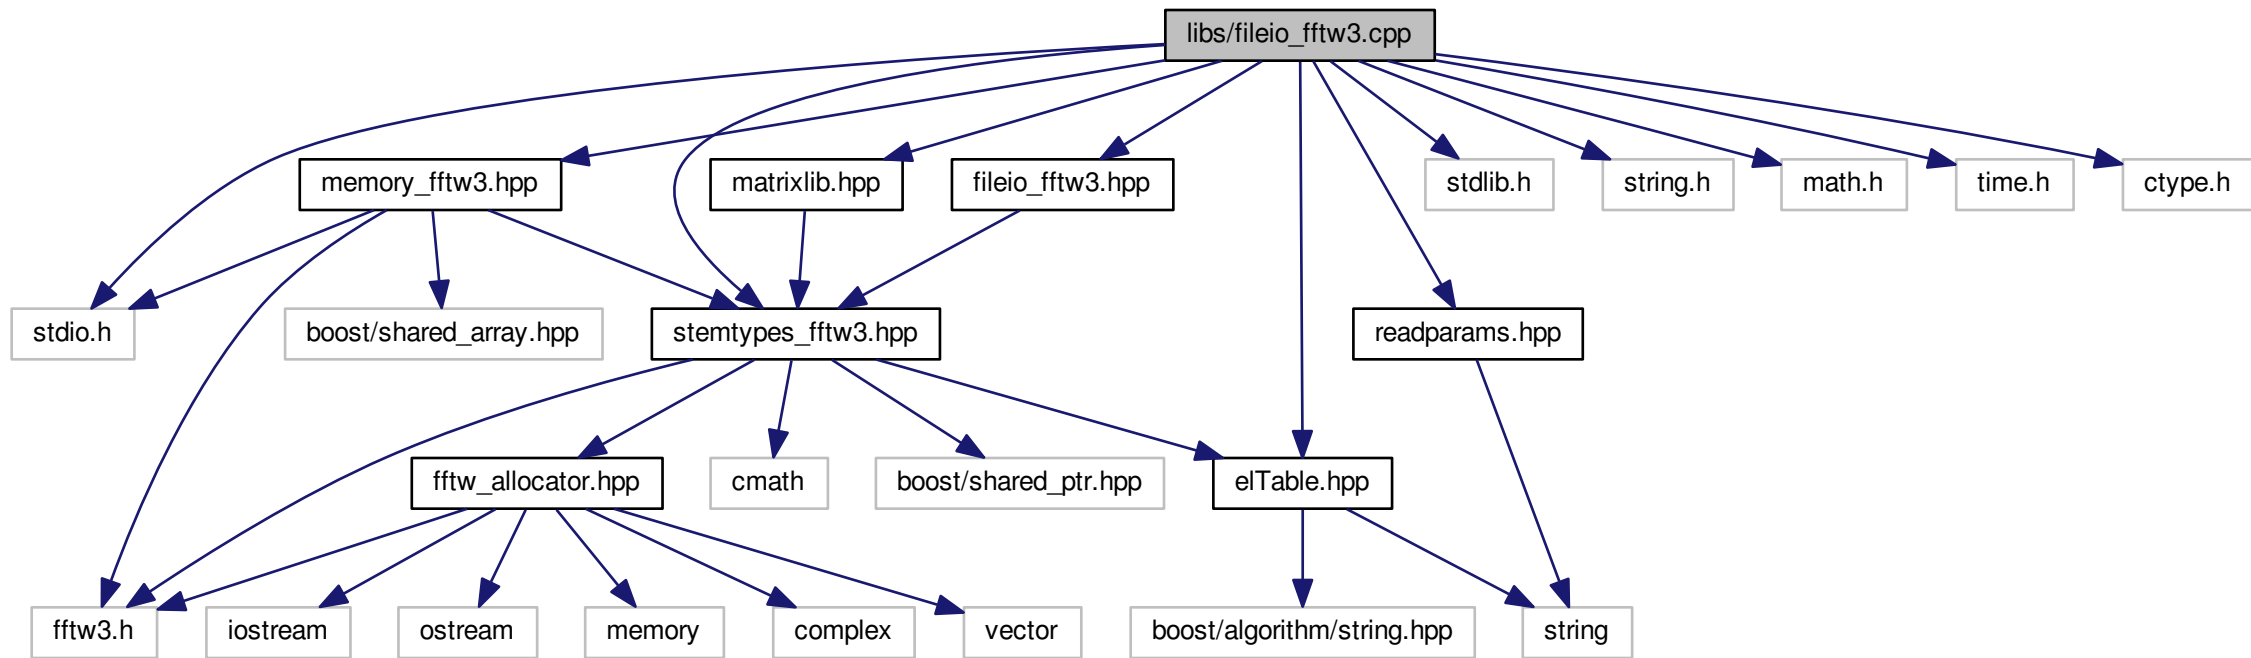 libs/fileio_fftw3.cpp
memory_fftw3.hpp
matrixlib.hpp
fileio_fftw3.hpp
stdlib.h
string.h
math.h
time.h
ctype.h
stdio.h
boost/shared_array.hpp
stemtypes_fftw3.hpp
readparams.hpp
fftw_allocator.hpp
cmath
boost/shared_ptr.hpp
elTable.hpp
fftw3.h
iostream
ostream
memory
complex
vector
boost/algorithm/string.hpp
string